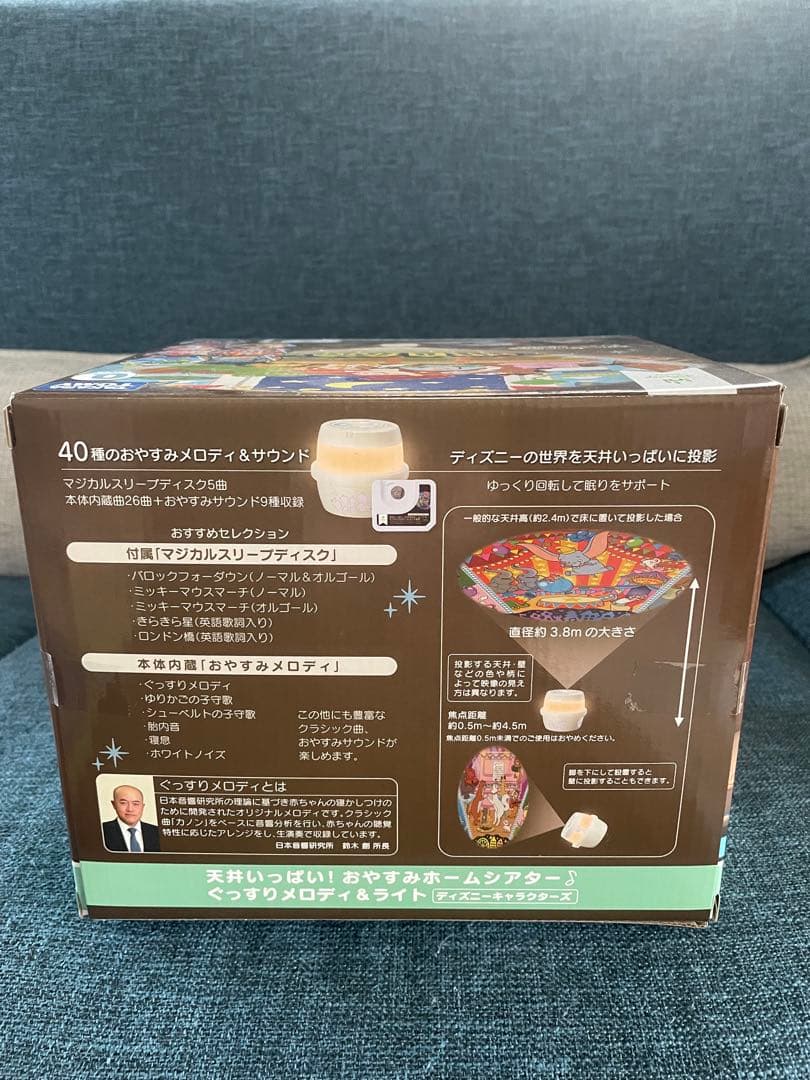 40種のおやすみメロディ＆サウンド
マジカルスリープディスク5曲
本体内蔵曲26曲＋おやすみサウンド9種収録
おすすめセレクション
付属「マジカルスリープディスク」
・バロックフォーダウン(ノーマル＆オルゴール)
・ミッキーマウスマーチ(ノーマル)
・ミッキーマウスマーチ(オルゴール)
・きらきら星(英語歌詞入り)
・ロンドン橋(英語歌詞入り)
本体内蔵「おやすみメロディ」
・ぐっすりメロディ
・ゆりかごの子守歌
・シューベルトの子守歌
・胎内音
・寝息
・ホワイトノイズ
この他にも豊富な
クラシック曲、
おやすみサウンドが
楽しめます。
ぐっすりメロディとは
日本音響研究所の理論に基づき赤ちゃんの寝かしつけの
ために開発されたオリジナルメロディです。クラシック
曲「カノン」をベースに音響分析を行い、赤ちゃんの聴覚
特性に応じたアレンジをし、生演奏で収録しています。
日本音響研究所 鈴木 創 所長
ディズニーの世界を天井いっぱいに投影
ゆっくり回転して眠りをサポート
一般的な天井高(約2.4m)で床に置いて投影した場合
直径約3.8mの大きさ
投影する天井・壁
などの色や柄に
よって映像の見え
方は異なります。
焦点距離
約0.5m～約4.5m
焦点距離0.5m未満でのご使用はおやめください。
脚を下にして設置すると
壁に投影することもできます。
天井いっぱい！おやすみホームシアター♪
ぐっすりメロディ＆ライト ディズニーキャラクターズ